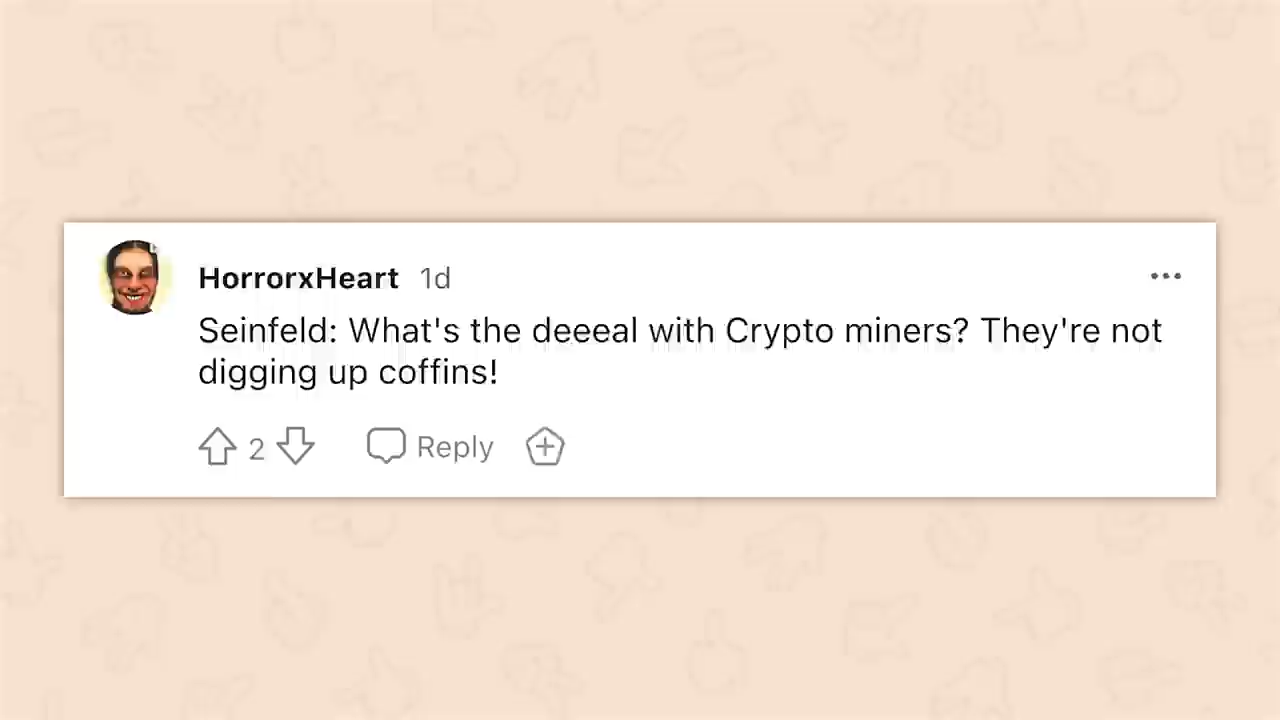 HorrorxHeart 1d
Seinfeld: What's the deeeal with Crypto miners? They're not
digging up coffins!
2 Reply